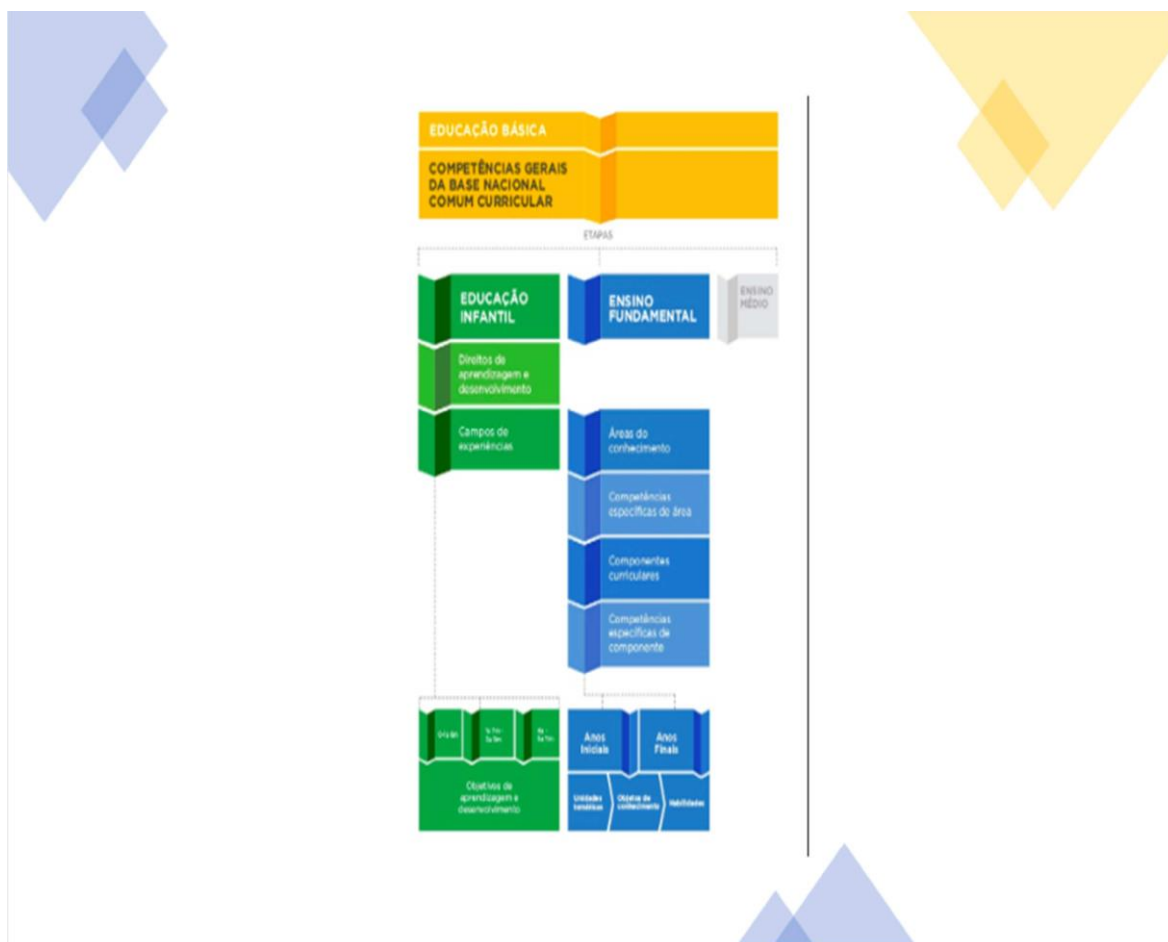 EDUCAÇÃO BÁSICA
COMPETÊNCIAS GERAIS
DA BASE NACIONAL
COMUM CURRICULAR
ETAPAS
EDUCAÇÃO
INFANTIL
ENSINO
FUNDAMENTAL
ENSINO
MÉDIO
Direitos de
aprendizagem e
desenvolvimento
Campos de
experiências
Áreas do
conhecimento
Competências
específicas de área
Componentes
curriculares
Competências
específicas de
componente
Anos
Iniciais
Anos
Finais
Objetivos de
aprendizagem e
desenvolvimento
Unidades
temáticas
Objetos de
conhecimento
Habilidades